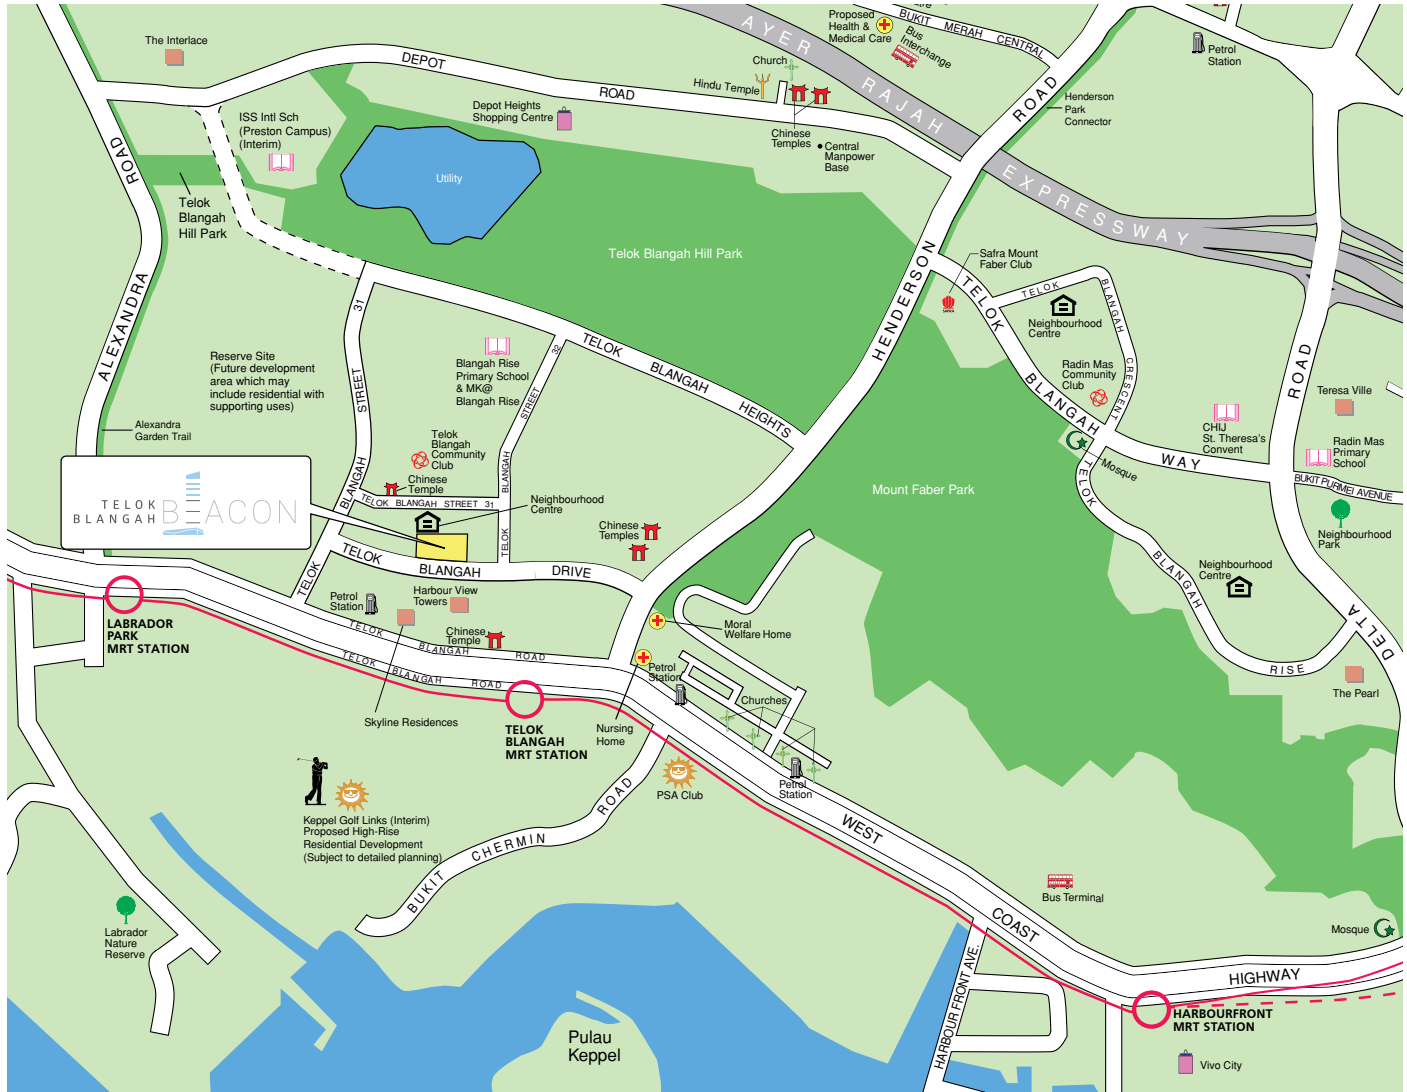 The Interlace
DEPOT
ROAD
AYER
RAJAH
EXPRESSWAY
Proposed
Health &
Medical Care
BUKIT MERAH CENTRAL
Bus
Interchange
Church
Hindu Temple
Chinese
Temples
Central
Manpower
Base
Depot Heights
Shopping Centre
ISS Intl Sch
(Preston Campus)
(Interim)
Utility
Petrol
Station
ROAD
Henderson
Park
Connector
ROAD
Telok
Blangah
Hill Park
Telok Blangah Hill Park
HENDERSON
Safra Mount
Faber Club
SAFRA
TELOK
BLANGAH
CRESCENT
Neighbourhood
Centre
TELOK
BLANGAH
WAY
Radin Mas
Community
Club
ALEXANDRA
31
STREET
BLANGAH
TELOK
Reserve Site
(Future development
area which may
include residential with
supporting uses)
Blangah Rise
Primary School
& MK@
Blangah Rise
32
STREET
BLANGAH
TELOK
TELOK
BLANGAH
HEIGHTS
ROAD
Teresa Ville
CHIJ
St. Theresa's
Convent
Radin Mas
Primary
School
BUKIT PURMEI AVENUE
Alexandra
Garden Trail
Telok
Blangah
Community
Club
Chinese
Temple
TELOK BLANGAH STREET 31
Neighbourhood
Centre
TELOK
BLANGAH
BEACON
Mosque
Mount Faber Park
TELOK
BLANGAH
RISE
Neighbourhood
Park
Neighbourhood
Centre
Chinese
Temples
TELOK
BLANGAH
DRIVE
DELTA
The Pearl
Petrol
Station
Harbour View
Towers
Chinese
Temple
LABRADOR
PARK
MRT STATION
TELOK
BLANGAH
ROAD
TELOK
BLANGAH
ROAD
Moral
Welfare Home
Petrol
Station
Churches
Skyline Residences
TELOK
BLANGAH
MRT STATION
Nursing
Home
PSA Club
Petrol
Station
Keppel Golf Links (Interim)
Proposed High-Rise
Residential Development
(Subject to detailed planning)
BUKIT
CHERMIN
ROAD
WEST
COAST
HIGHWAY
Bus Terminal
Mosque
Labrador
Nature
Reserve
HARBOUR FRONT AVE.
HARBOURFRONT
MRT STATION
Pulau
Keppel
Vivo City